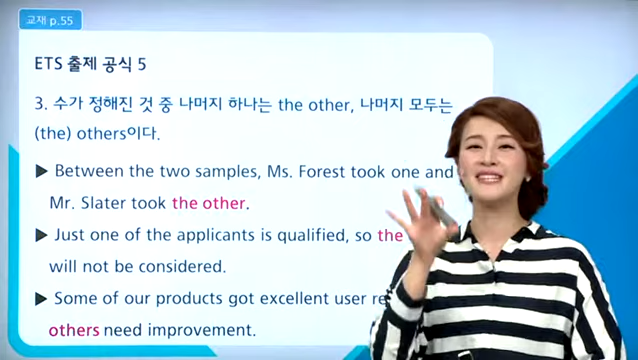 교재 p.55
ETS 출제 공식 5
3. 수가 정해진 것 중 나머지 하나는 the other, 나머지 모두는
(the) others이다.
▶ Between the two samples, Ms. Forest took one and
Mr. Slater took the other.
▶ Just one of the applicants is qualified, so the
will not be considered.
▶ Some of our products got excellent user
others need improvement.